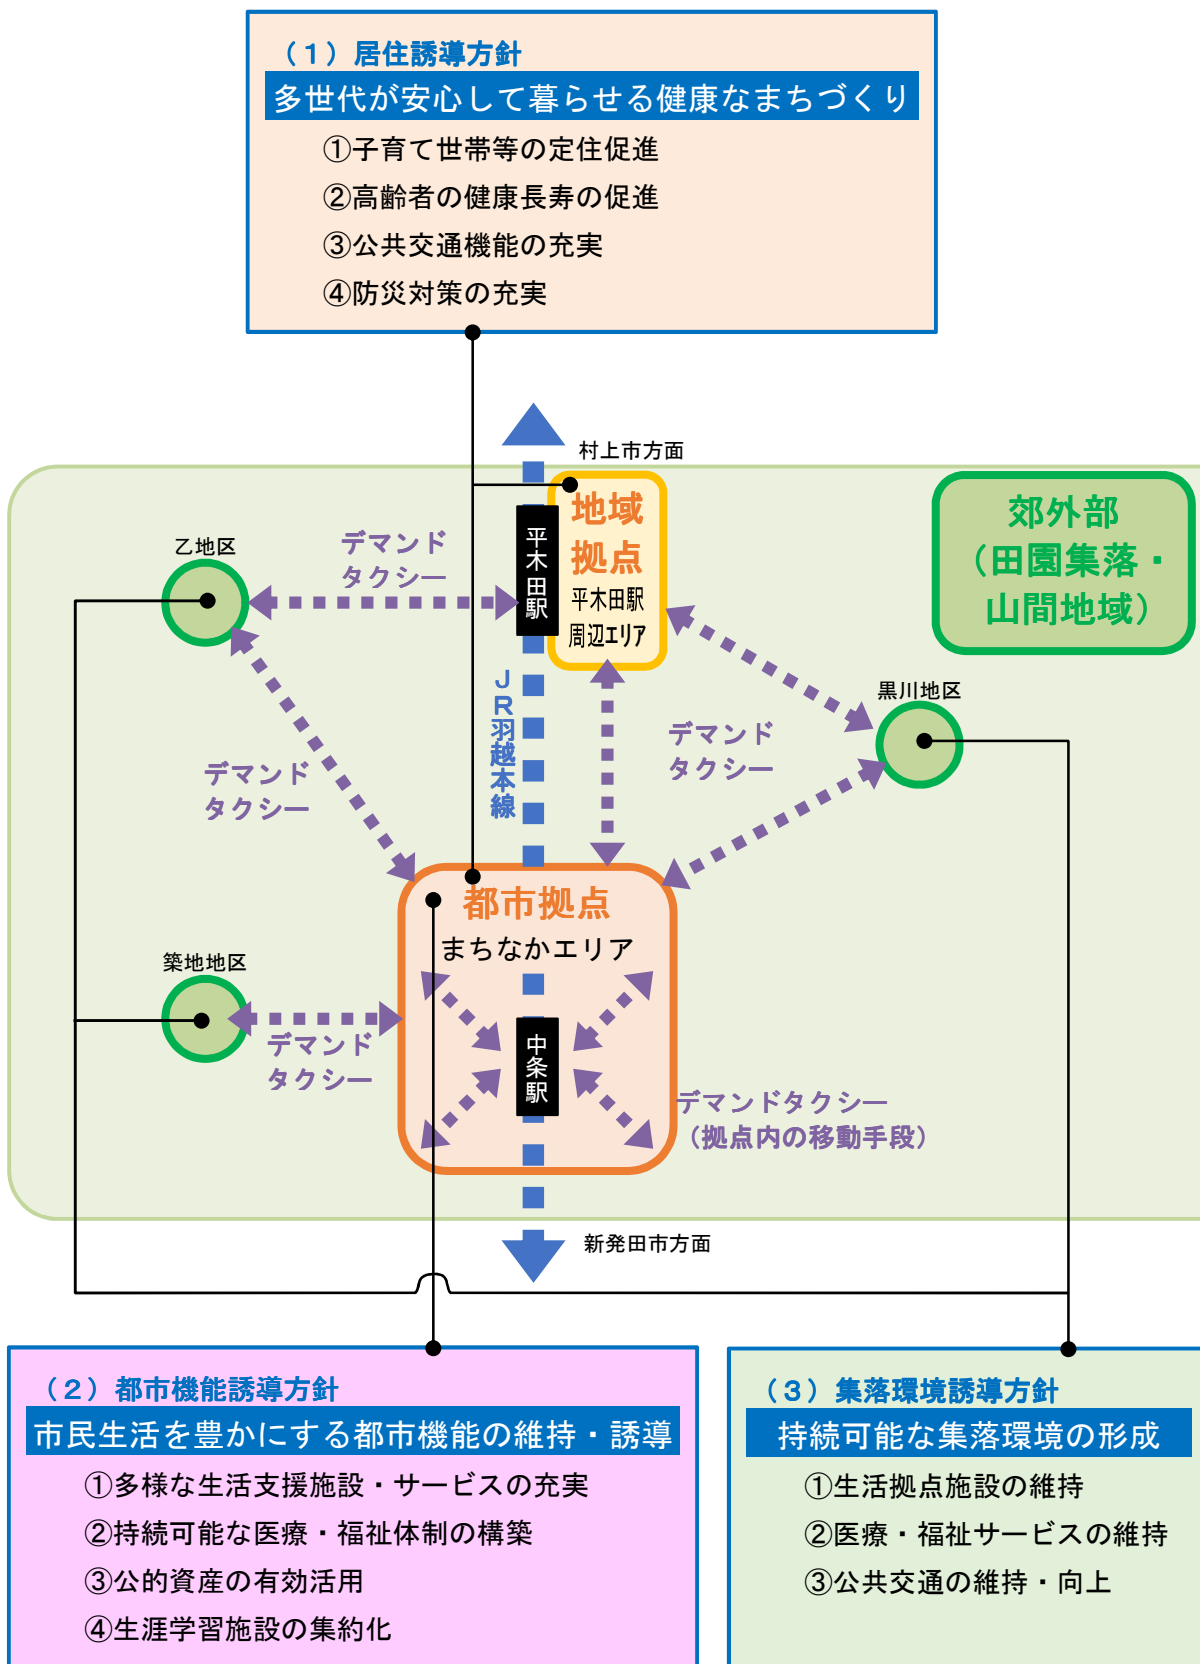 （１）居住誘導方針
多世代が安心して暮らせる健康なまちづくり
①子育て世帯等の定住促進
②高齢者の健康長寿の促進
③公共交通機能の充実
④防災対策の充実
村上市方面
地域
拠点
平木田駅
周辺エリア
郊外部
（田園集落・
山間地域）
平木田駅
乙地区
デマンド
タクシー
ＪＲ羽越本線
黒川地区
デマンド
タクシー
デマンド
タクシー
都市拠点
まちなかエリア
築地地区
デマンド
タクシー
中条駅
デマンドタクシー
（拠点内の移動手段）
新発田市方面
（２）都市機能誘導方針
市民生活を豊かにする都市機能の維持・誘導
①多様な生活支援施設・サービスの充実
②持続可能な医療・福祉体制の構築
③公的資産の有効活用
④生涯学習施設の集約化
（３）集落環境誘導方針
持続可能な集落環境の形成
①生活拠点施設の維持
②医療・福祉サービスの維持
③公共交通の維持・向上